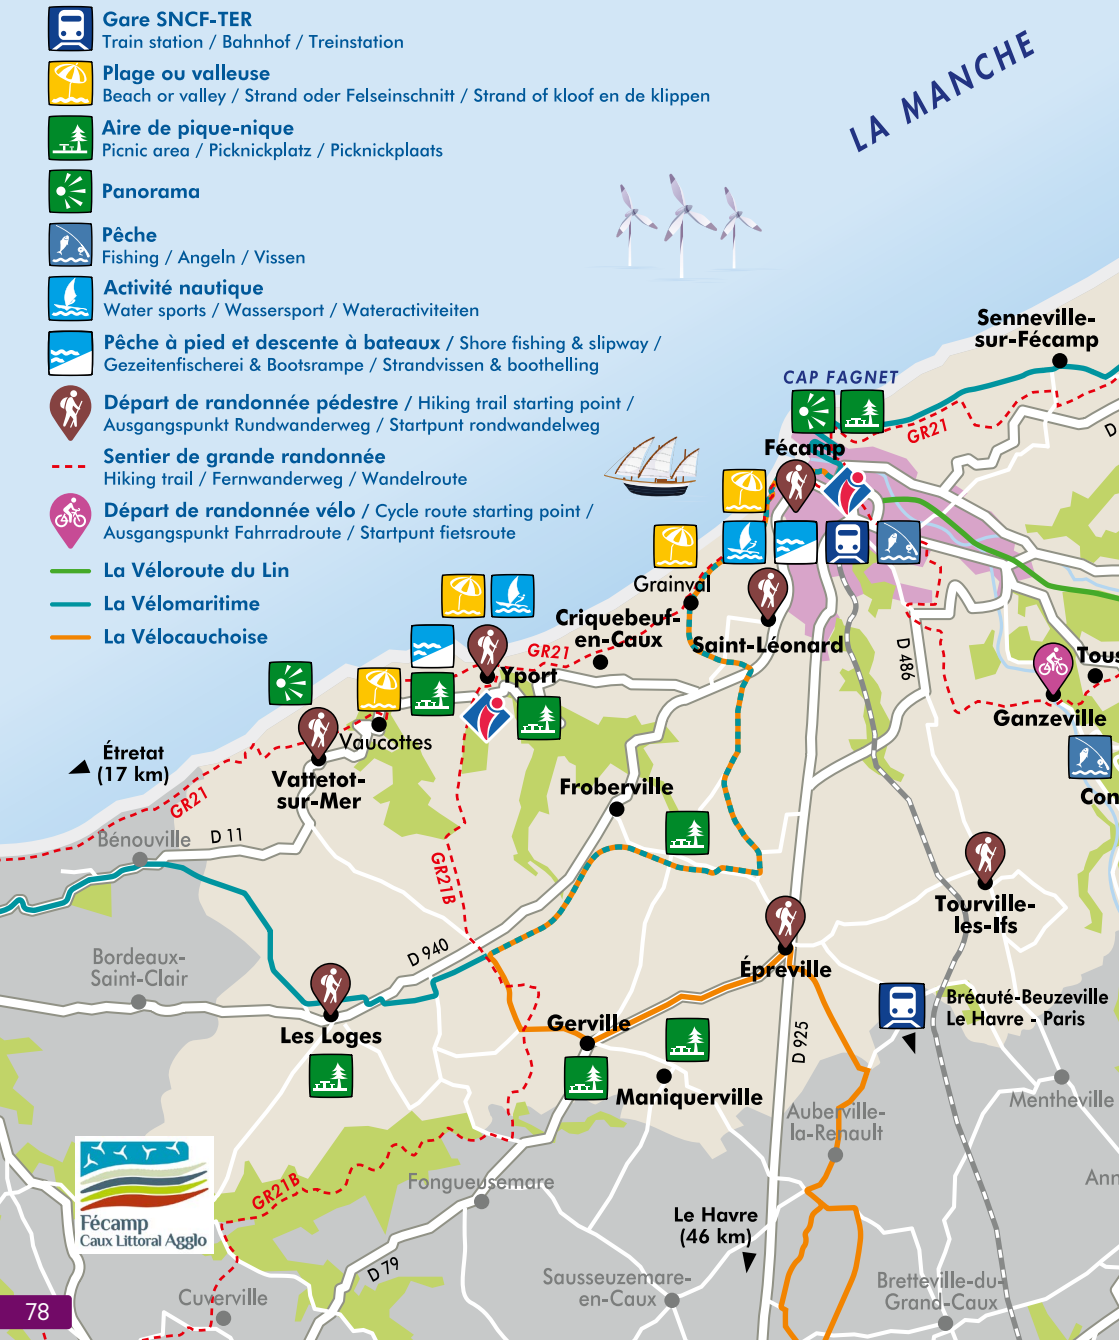 Gare SNCF-TER
Train station / Bahnhof / Treinstation
Plage ou valleuse
Beach or valley / Strand oder Felseinschnitt / Strand of kloof en de klippen
Aire de pique-nique
Picnic area / Picknickplatz / Picknickplaats
Panorama
Pêche
Fishing / Angeln / Vissen
Activité nautique
Water sports / Wassersport / Wateractiviteiten
Pêche à pied et descente à bateaux / Shore fishing & slipway /
Gezeitenfischerei & Bootsrampe / Strandvissen & boothelling
Départ de randonnée pédestre / Hiking trail starting point /
Ausgangspunkt Rundwanderweg / Startpunt rondwandelweg
Sentier de grande randonnée
Hiking trail / Fernwanderweg / Wandelroute
Départ de randonnée vélo / Cycle route starting point /
Ausgangspunkt Fahrradroute / Startpunt fietsroute
La Véloroute du Lin
La Vélomaritime
La Vélocauchoise
LA MANCHE
Senneville-
sur-Fécamp
CAP FAGNET
GR21
D
Fécamp
Grainval
Criquebeuf-
en-Caux
Saint-Léonard
D 486
Tous
Ganzeville
Con
GR21
Yport
Vaucottes
Étretat
(17 km)
Vattetot-
sur-Mer
GR21
Bénouville
D 11
Froberville
GR21B
Tourville-
les-Ifs
Bordeaux-
Saint-Clair
D 940
Épreville
Bréauté-Beuzeville
Le Havre - Paris
Les Loges
Gerville
D 925
Maniquerville
Auberville-
la-Renault
Mentheville
Ann
GR21B
Fongueusemare
Fécamp
Caux Littoral Agglo
Le Havre
(46 km)
D 79
Sausseuzemare-
en-Caux
Bretteville-du-
Grand-Caux
Cuverville
78